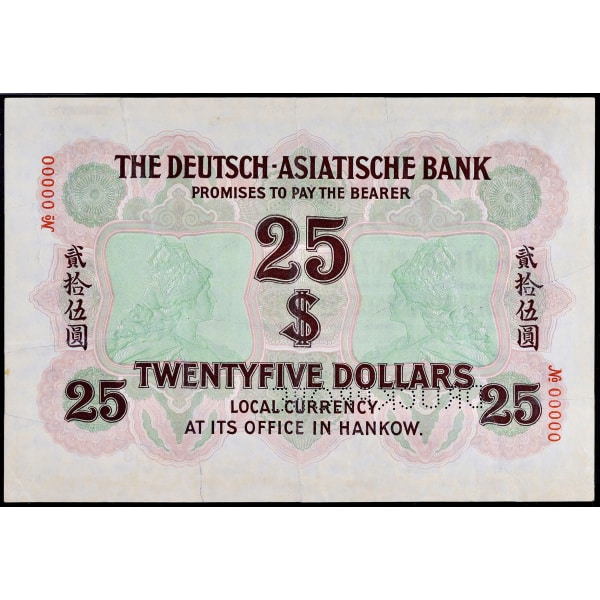 THE DEUTSCH-ASIATISCHE BANK
PROMISES TO PAY THE BEARER
№ 00000
25
$
貳拾伍圓
貳拾伍圓
TWENTYFIVE DOLLARS
25
25
LOCAL CURRENCY
AT ITS OFFICE IN HANKOW.
№ 00000